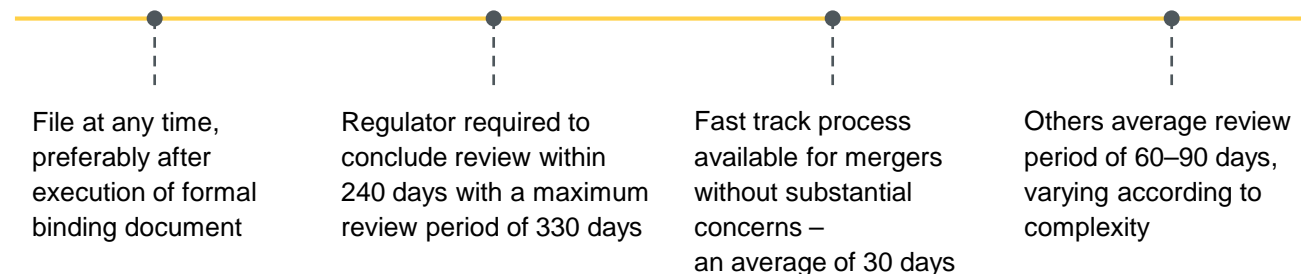 File at any time,
preferably after
execution of formal
binding document
Regulator required to
conclude review within
240 days with a maximum
review period of 330 days
Fast track process
available for mergers
without substantial
concerns –
an average of 30 days
Others average review
period of 60–90 days,
varying according to
complexity